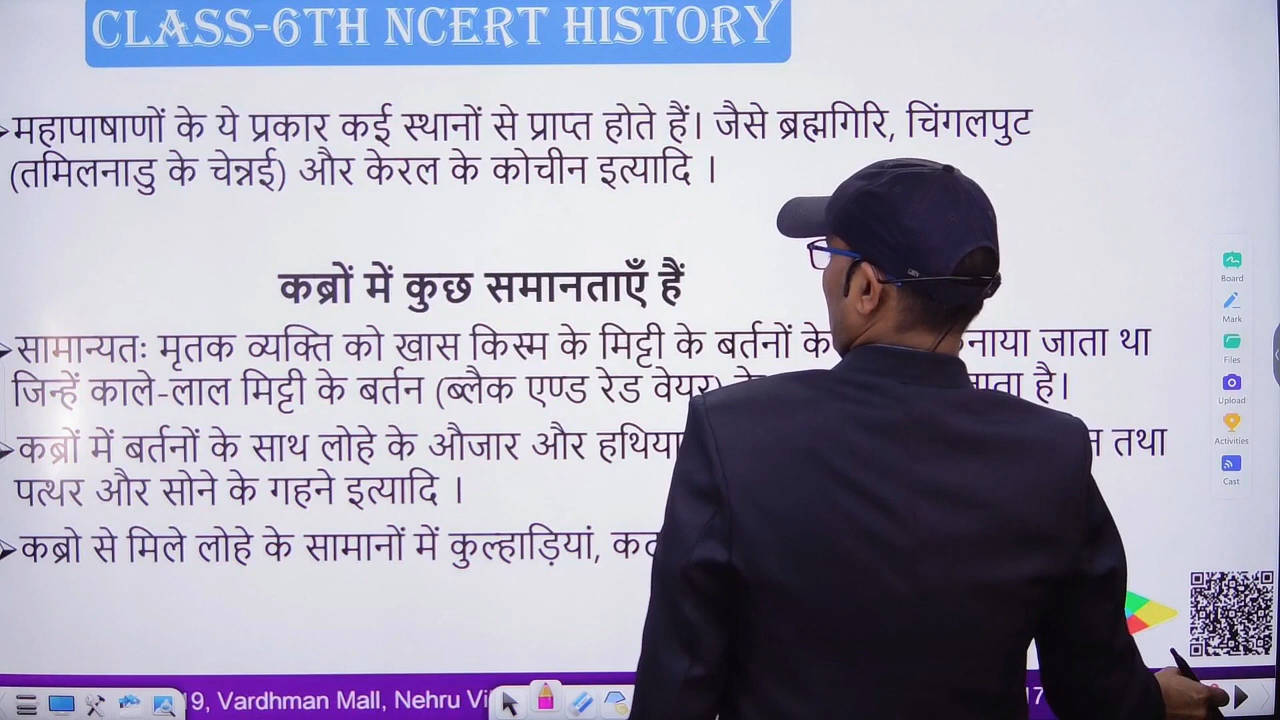 CLASS-6TH NCERT HISTORY
महापाषाणों के ये प्रकार कई स्थानों से प्राप्त होते हैं। जैसे ब्रह्मगिरि, चिंगलपुट
(तमिलनाडु के चेन्नई) और केरल के कोचीन इत्यादि ।
कब्रों में कुछ समानताएँ हैं
सामान्यतः मृतक व्यक्ति को खास किस्म के मिट्टी के बर्तनों के जाता था
जिन्हें काले-लाल मिट्टी के बर्तन (ब्लैक एण्ड रेड वेयर) है।
कब्रों में बर्तनों के साथ लोहे के औजार और तथा
पत्थर और सोने के गहने इत्यादि ।
कब्रो से मिले लोहे के सामानों में कुल्हाड़ियां,
Board
Mark
Files
Upload
Activities
Cast
9, Vardhman Mall, Nehru